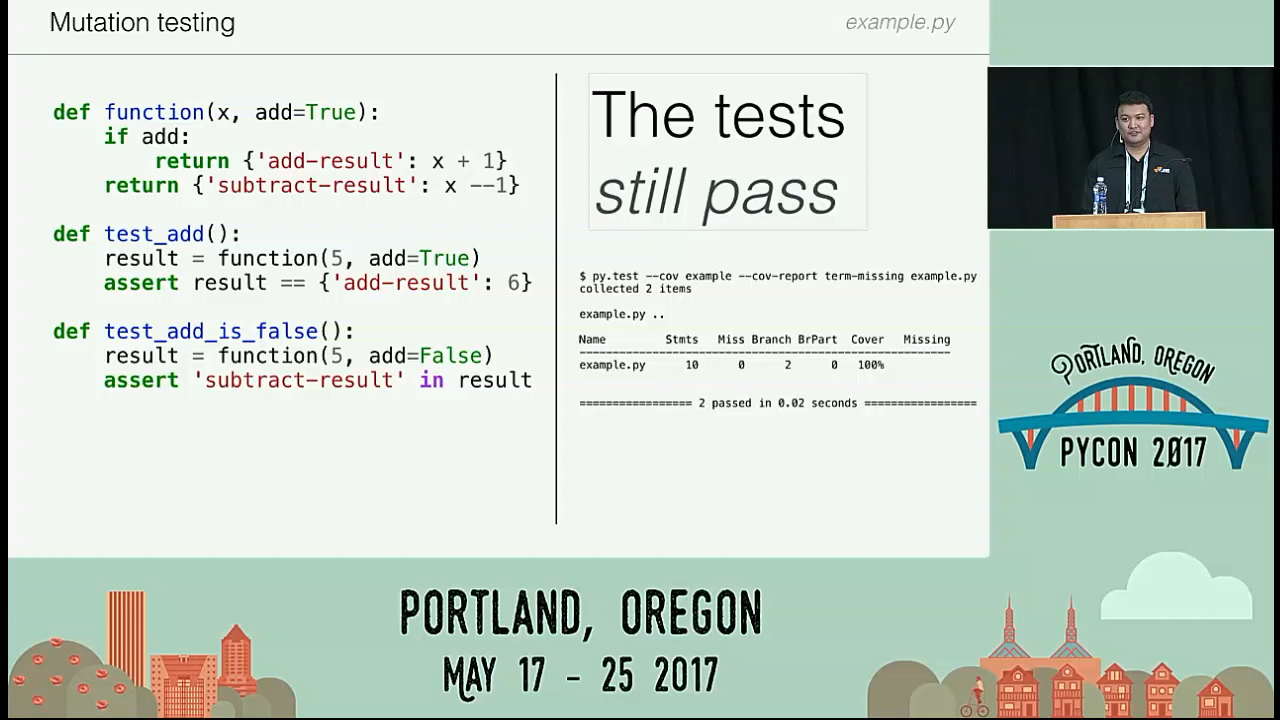 Mutation testing
example.py
def function(x, add=True):
    if add:
        return {'add-result': x + 1}
    return {'subtract-result': x --1}
def test_add():
    result = function(5, add=True)
    assert result == {'add-result': 6}
def test_add_is_false():
    result = function(5, add=False)
    assert 'subtract-result' in result
The tests
still pass
$ py.test --cov example --cov-report term-missing example.py
collected 2 items
example.py ..
Name Stmts Miss Branch BrPart Cover Missing
----------------------------------------------------------
example.py 10 0 2 0 100%
================= 2 passed in 0.02 seconds =================
PORTLAND, OREGON
PYCON 2017
PORTLAND, OREGON
MAY 17 - 25 2017